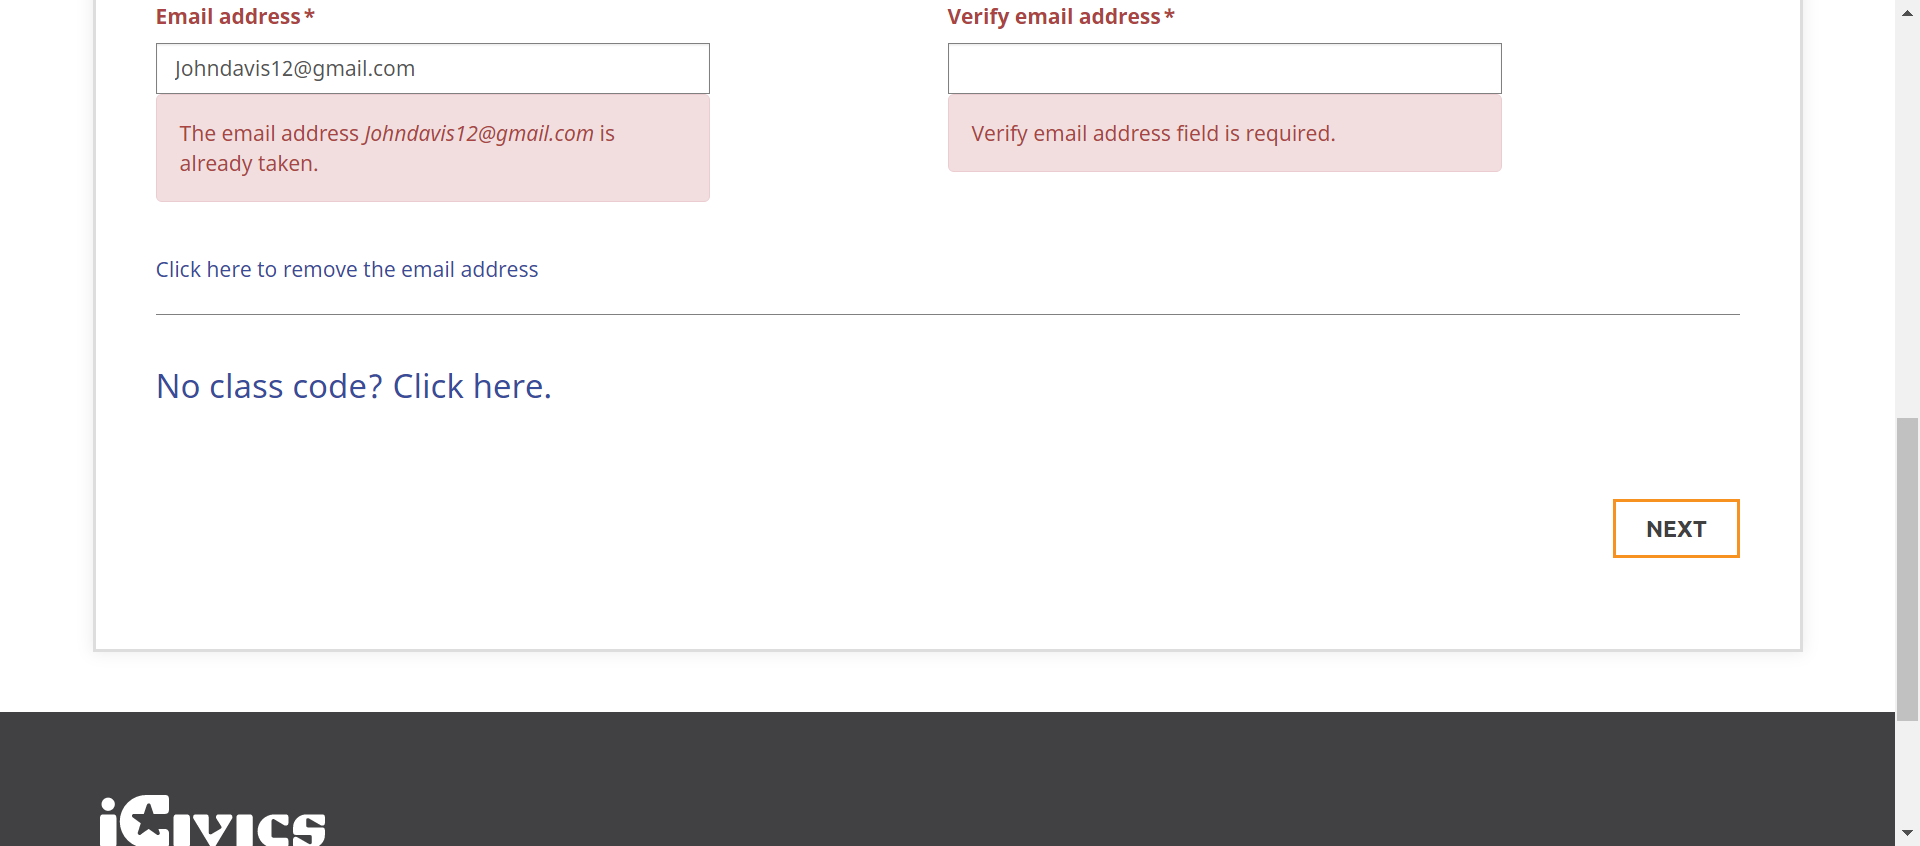 Email address*
Verify email address*
Johndavis12@gmail.com
The email address Johndavis12@gmail.com is
already taken.
Verify email address field is required.
Click here to remove the email address
No class code? Click here.
NEXT
iCivics